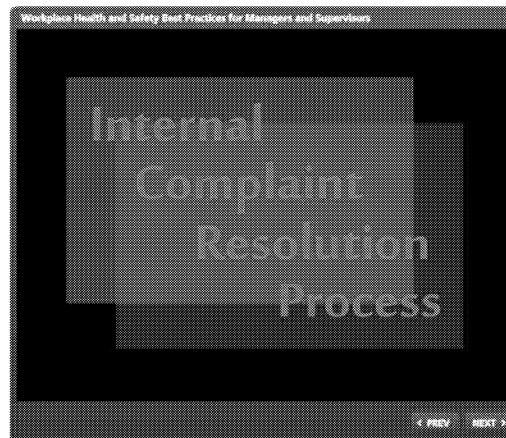 Workplace Health and Safety Best Practices for Managers and Supervisors
Internal
Complaint
Resolution
Process
< PREV
NEXT >